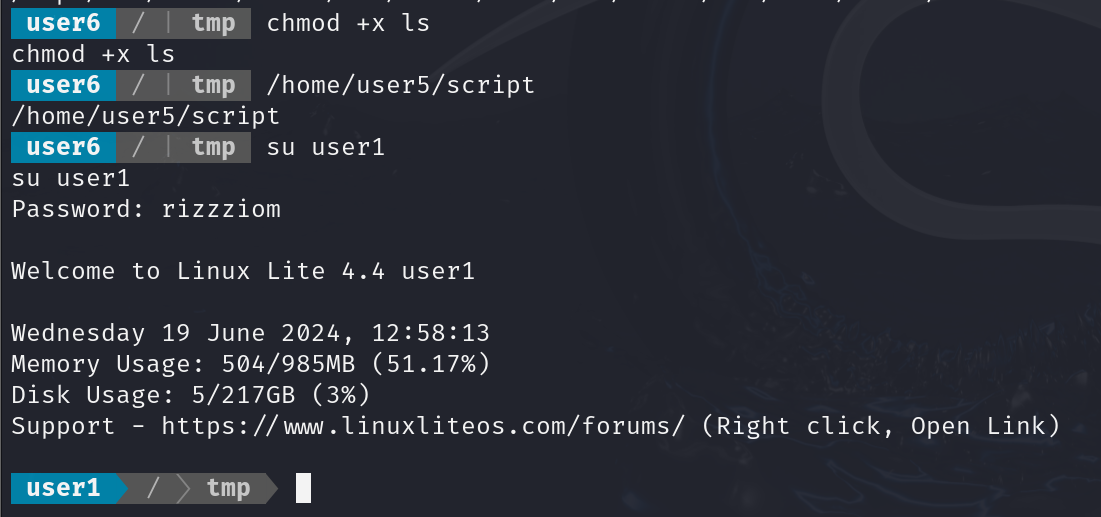 user6 / | tmp chmod +x ls
chmod +x ls
user6 / | tmp /home/user5/script
/home/user5/script
user6 / | tmp su user1
su user1
Password: rizzziom
Welcome to Linux Lite 4.4 user1
Wednesday 19 June 2024, 12:58:13
Memory Usage: 504/985MB (51.17%)
Disk Usage: 5/217GB (3%)
Support - https://www.linuxliteos.com/forums/ (Right click, Open Link)
user1 / tmp